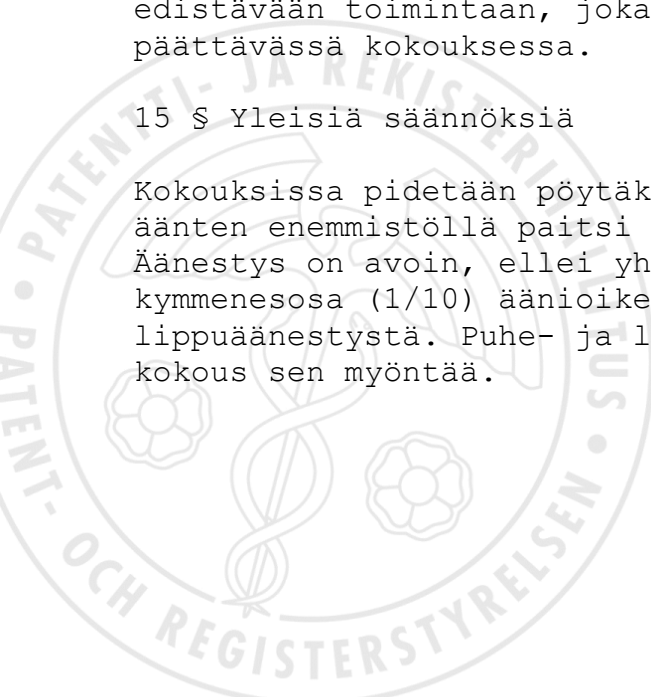 edistävään toimintaan, joka
päättävässä kokouksessa.
15 § Yleisiä säännöksiä
Kokouksissa pidetään pöytäk
äänten enemmistöllä paitsi
Äänestys on avoin, ellei yh
kymmenesosa (1/10) äänioike
lippuäänestystä. Puhe- ja l
kokous sen myöntää.
PATENTTI- JA REKISTERIHALLITUS
PATENT- OCH REGISTERSTYRELSEN